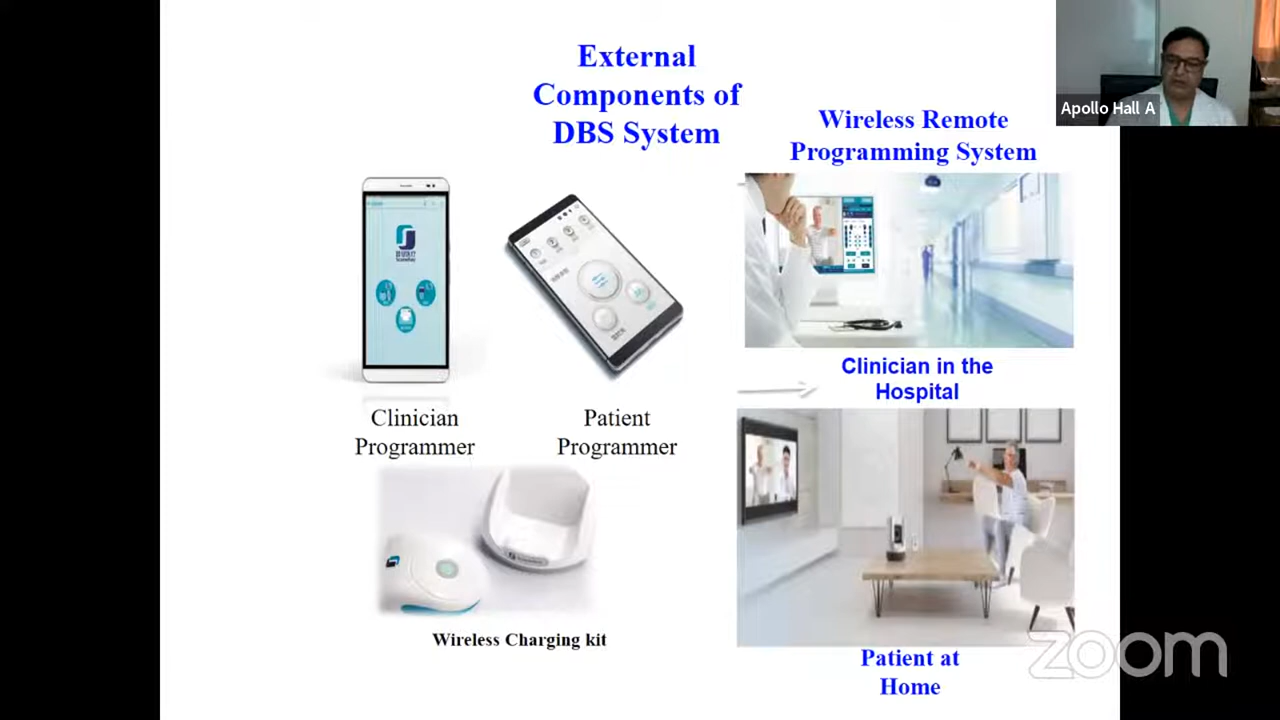 External
Components of
DBS System
Apollo Hall A
Wireless Remote
Programming System
Clinician
Programmer
Patient
Programmer
Clinician in the
Hospital
Wireless Charging kit
Patient at
Home
zoom